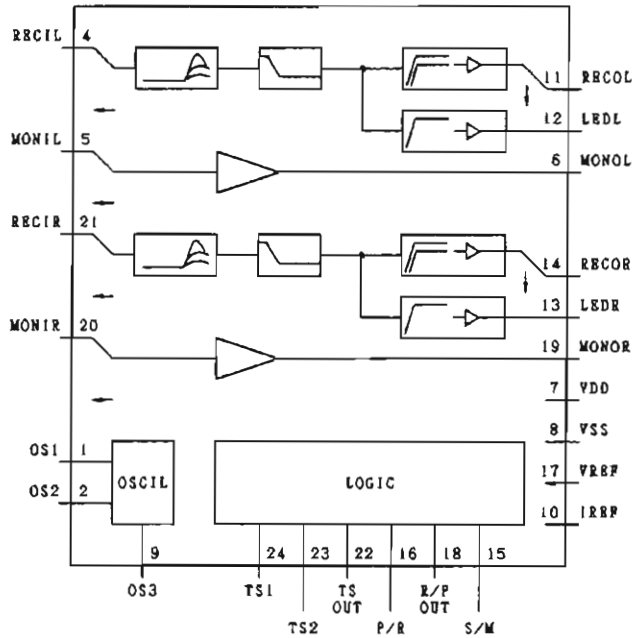 RECIL 4
11 RECOL
12 LEDL
MONIL 5
6 MONOL
RECIR 21
14 RECOR
13 LEDR
MONIR 20
19 MONOR
7 VDD
8 VSS
OS1 1
OSCIL
LOGIC
17 VREF
OS2 2
10 IREF
9 24 23 22 16 18 15
OS3 TS1 TS R/P
OUT OUT
TS2 P/R S/M